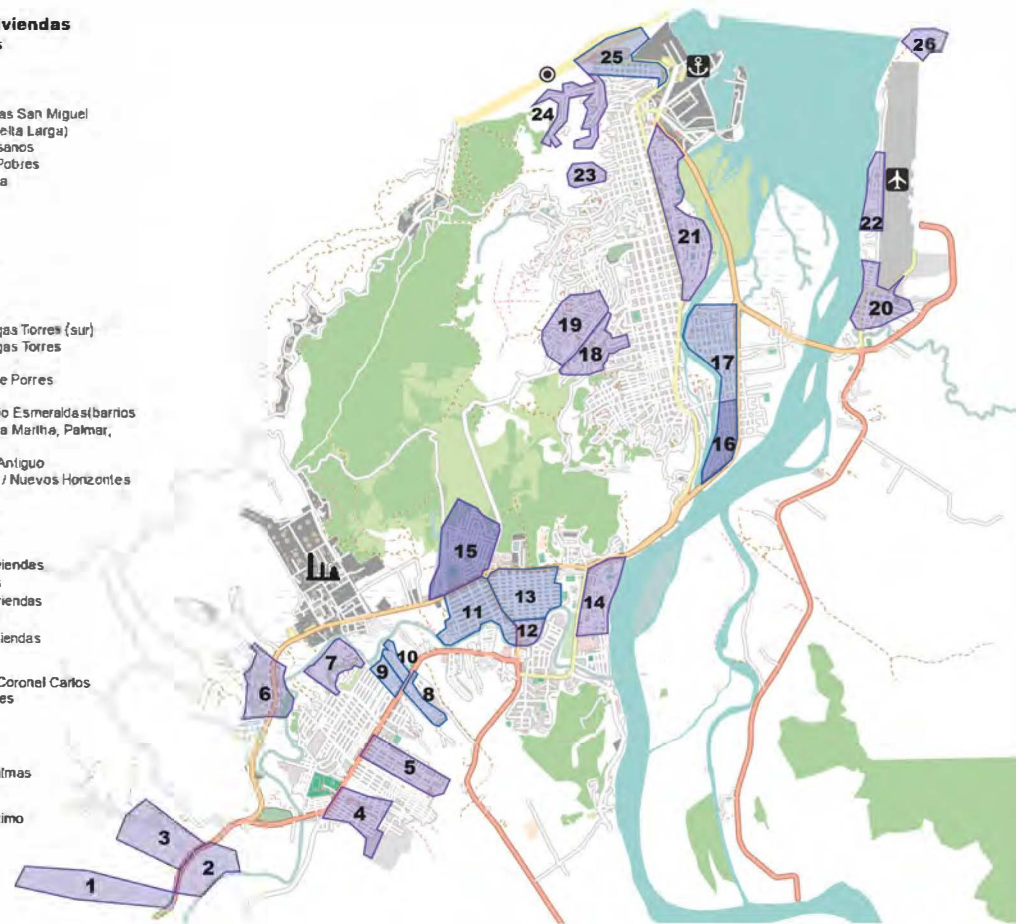 viviendas
as San Miguel
elta Larga)
sanos
Pobres
a
gas Torres (sur)
gas Torres
e Porres
o Esmeraldas(barrios
a Martha, Palmar,
Antiguo
/ Nuevos Horizontes
viendas
s
viendas
iendas
Coronel Carlos
es
lmas
timo
25
26
24
23
21
22
20
19
18
17
16
15
13
11
14
12
10
7
9
6
8
5
4
3
2
1